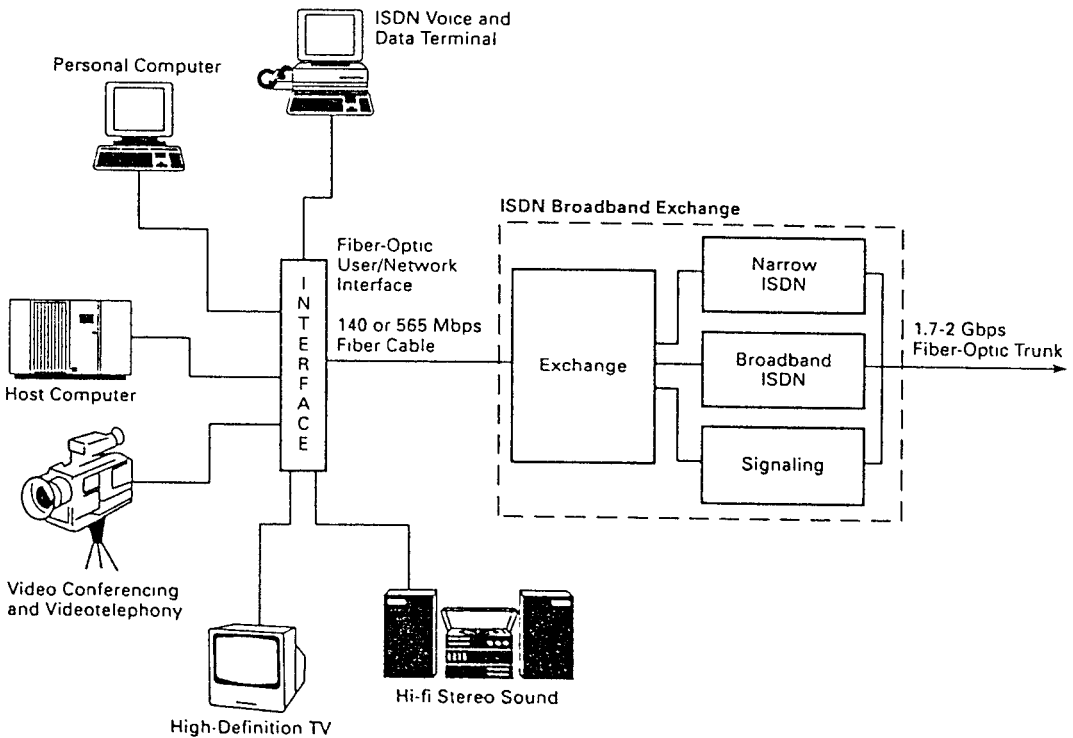 ISDN Voice and
Data Terminal
Personal Computer
ISDN Broadband Exchange
Fiber-Optic
User/Network
Interface
INTERFACE
140 or 565 Mbps
Fiber Cable
Exchange
Narrow
ISDN
Broadband
ISDN
Signaling
1.7-2 Gbps
Fiber-Optic Trunk
Host Computer
Video Conferencing
and Videotelephony
High-Definition TV
Hi-fi Stereo Sound